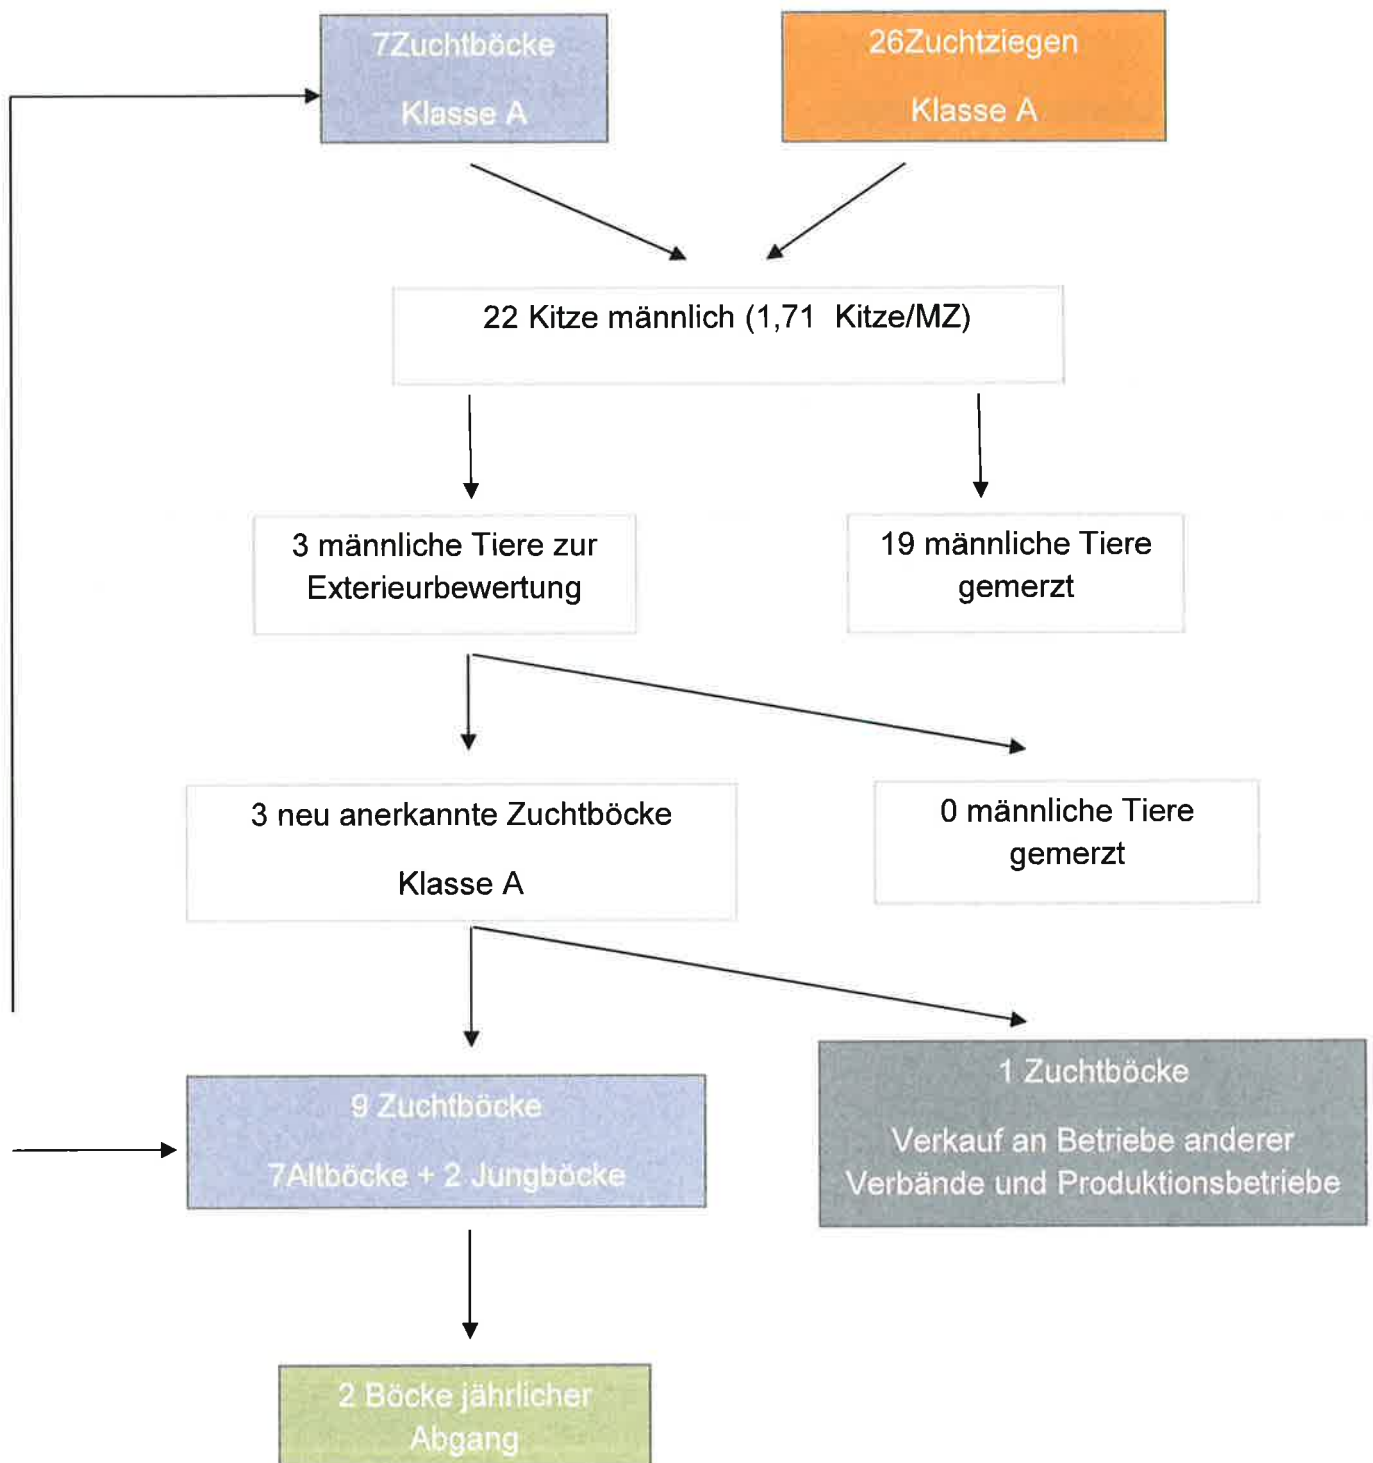 7Zuchtböcke
Klasse A
26Zuchtziegen
Klasse A
22 Kitze männlich (1,71 Kitze/MZ)
3 männliche Tiere zur
Exterieurbewertung
19 männliche Tiere
gemerzt
3 neu anerkannte Zuchtböcke
Klasse A
0 männliche Tiere
gemerzt
9 Zuchtböcke
7Altböcke + 2 Jungböcke
1 Zuchtböcke
Verkauf an Betriebe anderer
Verbände und Produktionsbetriebe
2 Böcke jährlicher
Abgang